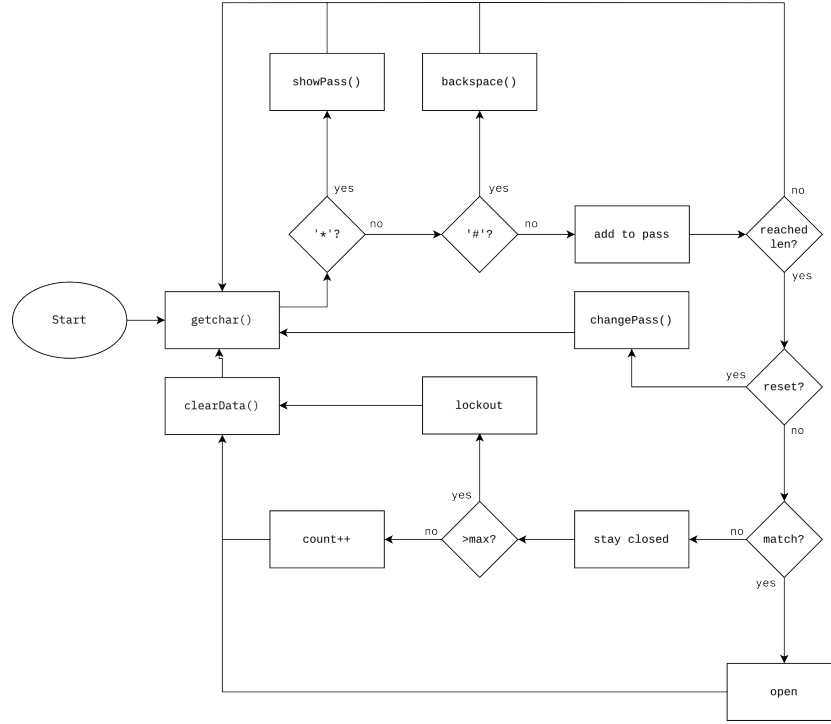 showPass()
backspace()
yes
yes
no
'*'?
no
'#'?
no
add to pass
reached
len?
yes
Start
getchar()
changePass()
yes
reset?
clearData()
lockout
no
yes
count++
no
>max?
stay closed
no
match?
yes
open